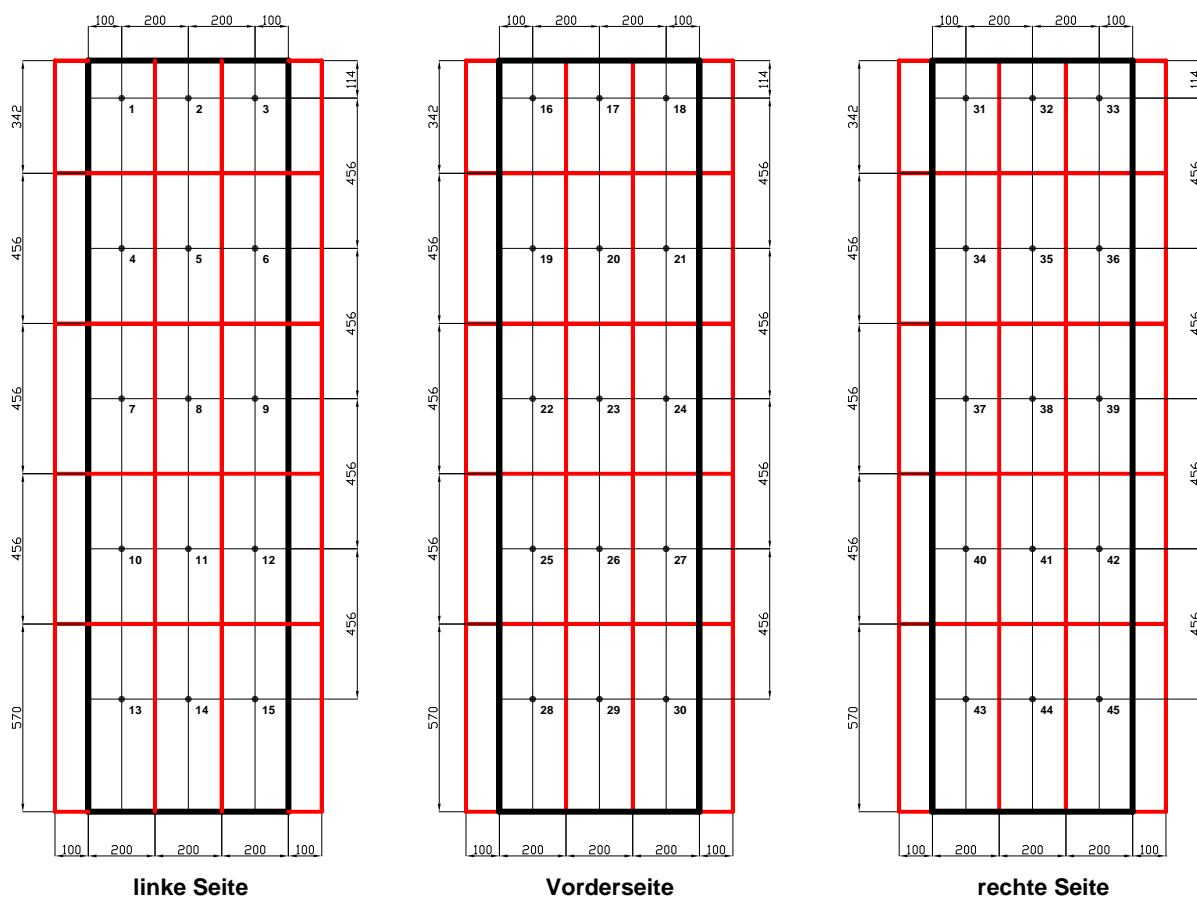 100 200 200 100
100 200 200 100
100 200 200 100
342 114
1 2 3
342 114
16 17 18
342 114
31 32 33
456
456
456
456 4 5 6
456 19 20 21
456 34 35 36
456
456
456
456 7 8 9
456 22 23 24
456 37 38 39
456
456
456
456 10 11 12
456 25 26 27
456 40 41 42
456
456
456
570 13 14 15
570 28 29 30
570 43 44 45
100 200 200 200 100
100 200 200 200 100
100 200 200 200 100
linke Seite
Vorderseite
rechte Seite